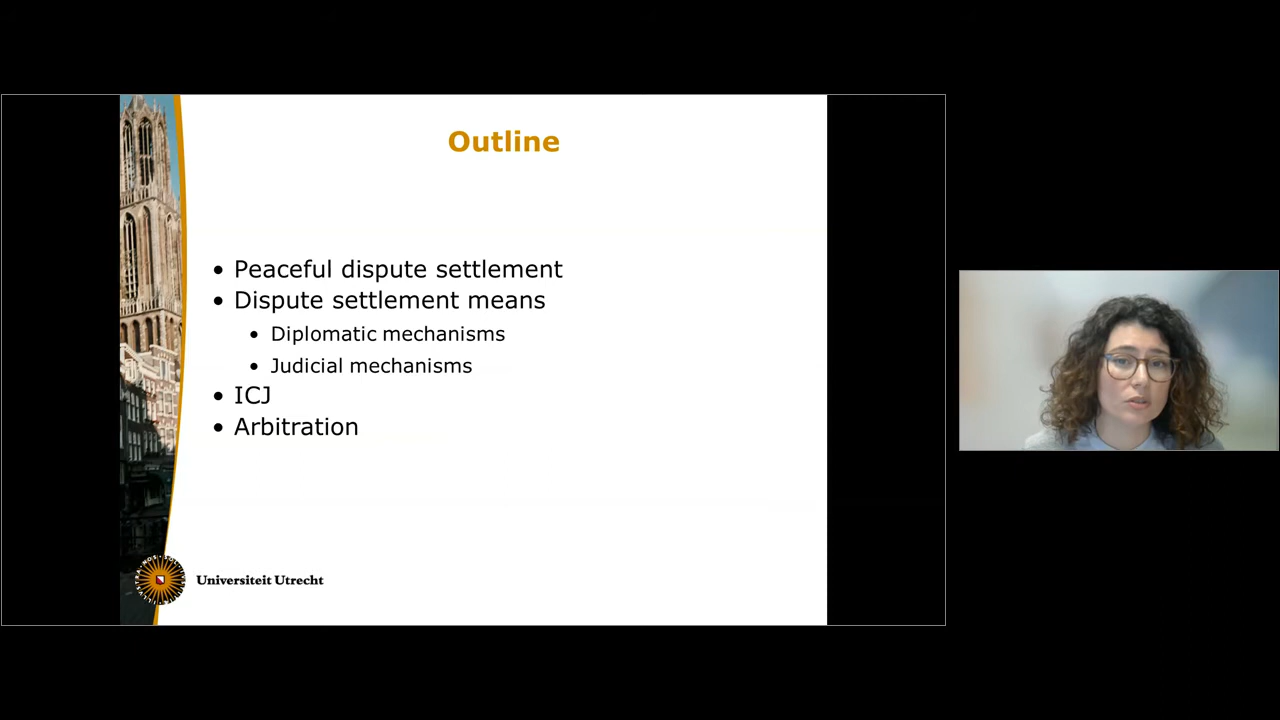 Outline
• Peaceful dispute settlement
• Dispute settlement means
• Diplomatic mechanisms
• Judicial mechanisms
• ICJ
• Arbitration
Universiteit Utrecht